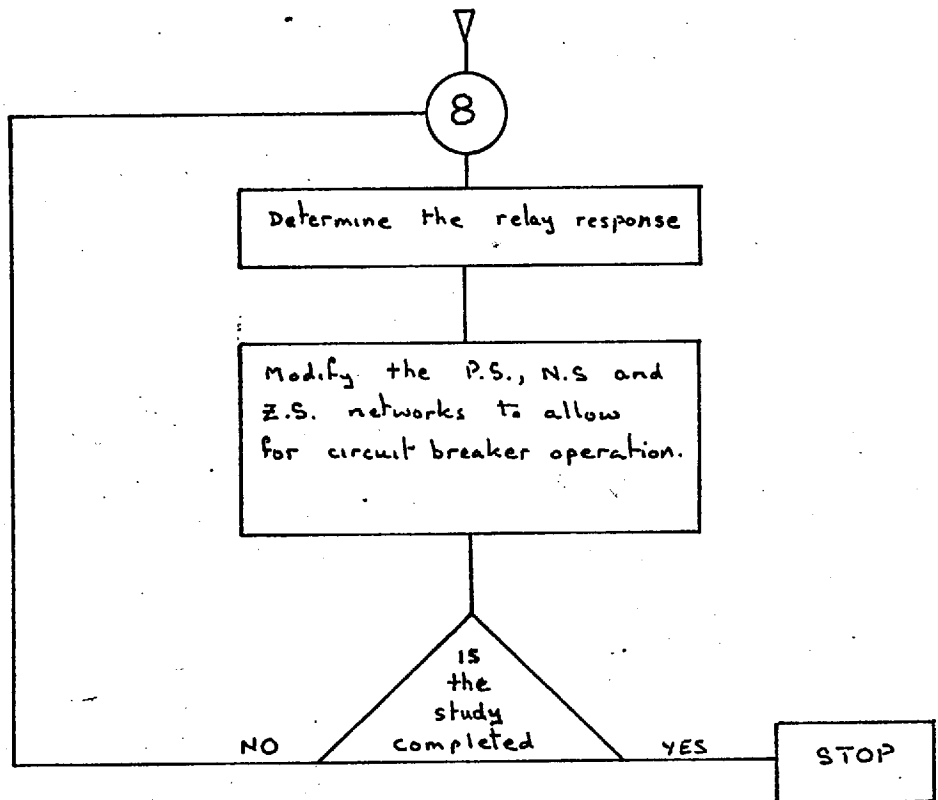 8
Determine the relay response
Modify the P.S., N.S and
Z.S. networks to allow
for circuit breaker operation.
is
the
study
completed
NO
YES
STOP